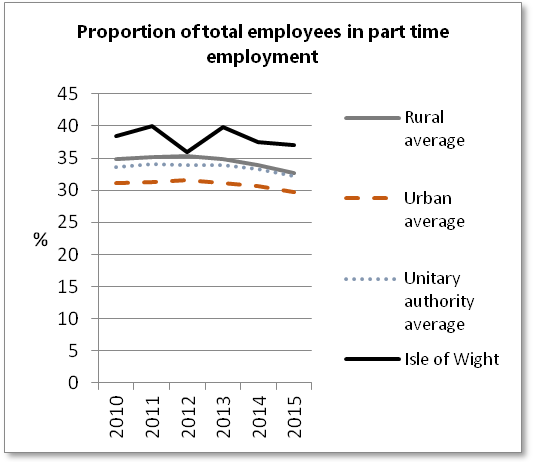 Proportion of total employees in part time
employment
45
40
35
30
25
20
15
10
5
0
%
2010
2011
2012
2013
2014
2015
Rural
average
Urban
average
Unitary
authority
average
Isle of Wight